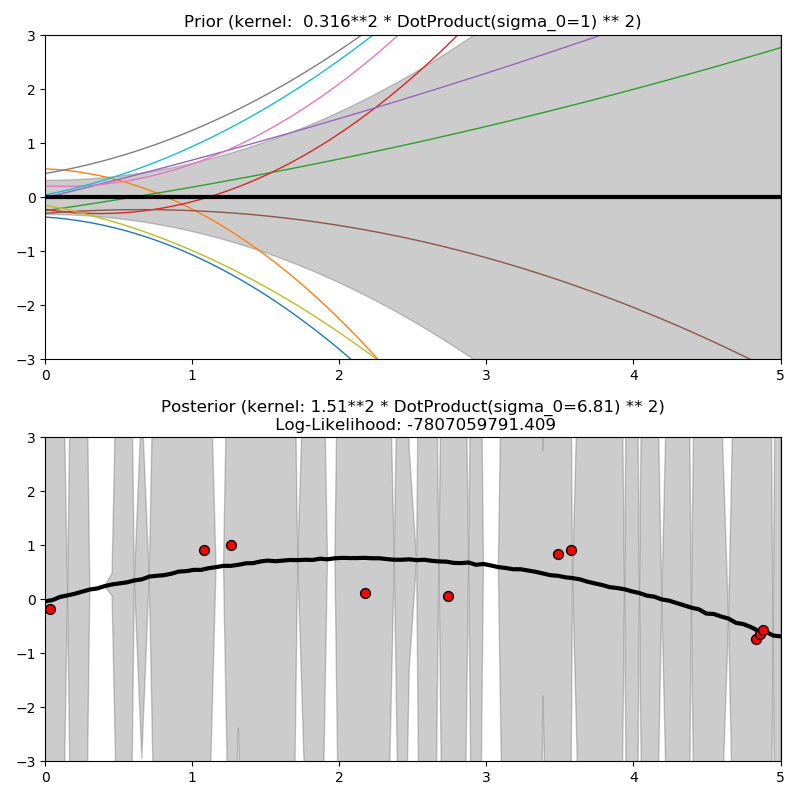 Prior (kernel:  0.316**2 * DotProduct(sigma_0=1) ** 2)
3
2
1
0
−1
−2
−3
0 1 2 3 4 5
Posterior (kernel: 1.51**2 * DotProduct(sigma_0=6.81) ** 2)
Log-Likelihood: -7807059791.409
3
2
1
0
−1
−2
−3
0 1 2 3 4 5